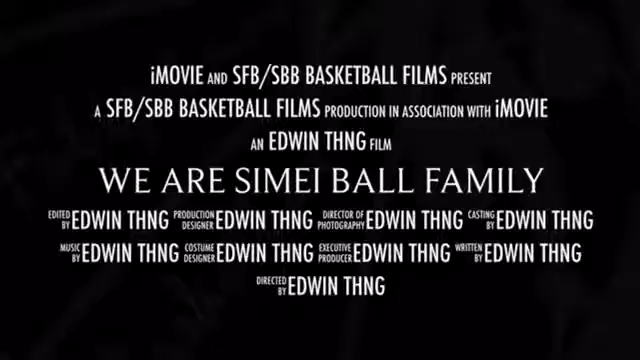 iMOVIE AND SFB/SBB BASKETBALL FILMS PRESENT
A SFB/SBB BASKETBALL FILMS PRODUCTION IN ASSOCIATION WITH iMOVIE
AN EDWIN THNG FILM
WE ARE SIMEI BALL FAMILY
EDITED BY EDWIN THNG PRODUCTION DESIGNER EDWIN THNG DIRECTOR OF PHOTOGRAPHY EDWIN THNG CASTING BY EDWIN THNG
MUSIC BY EDWIN THNG COSTUME DESIGNER EDWIN THNG EXECUTIVE PRODUCER EDWIN THNG WRITTEN BY EDWIN THNG
DIRECTED BY EDWIN THNG